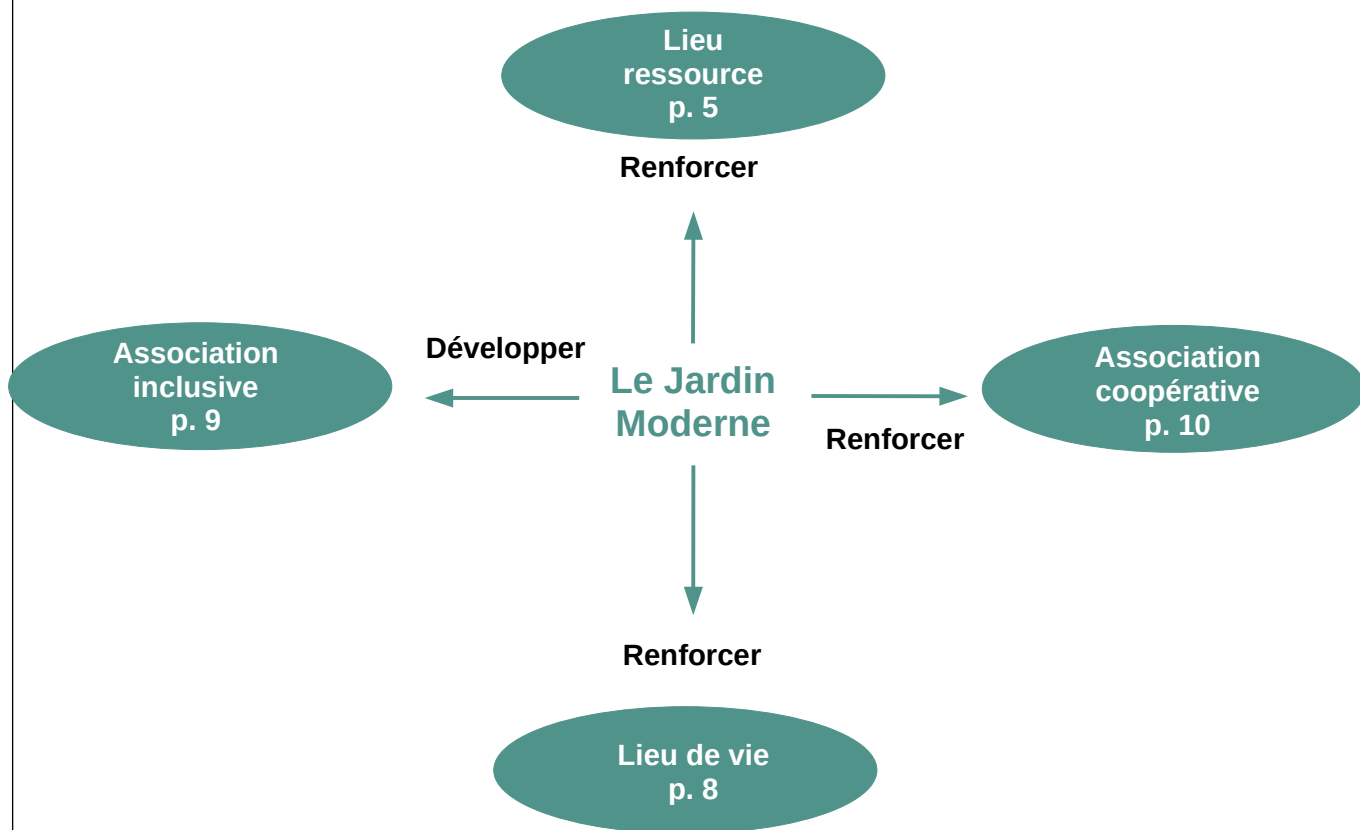 Lieu
ressource
p. 5
Renforcer
Développer
Association
inclusive
p. 9
Le Jardin
Moderne
Association
coopérative
p. 10
Renforcer
Renforcer
Lieu de vie
p. 8